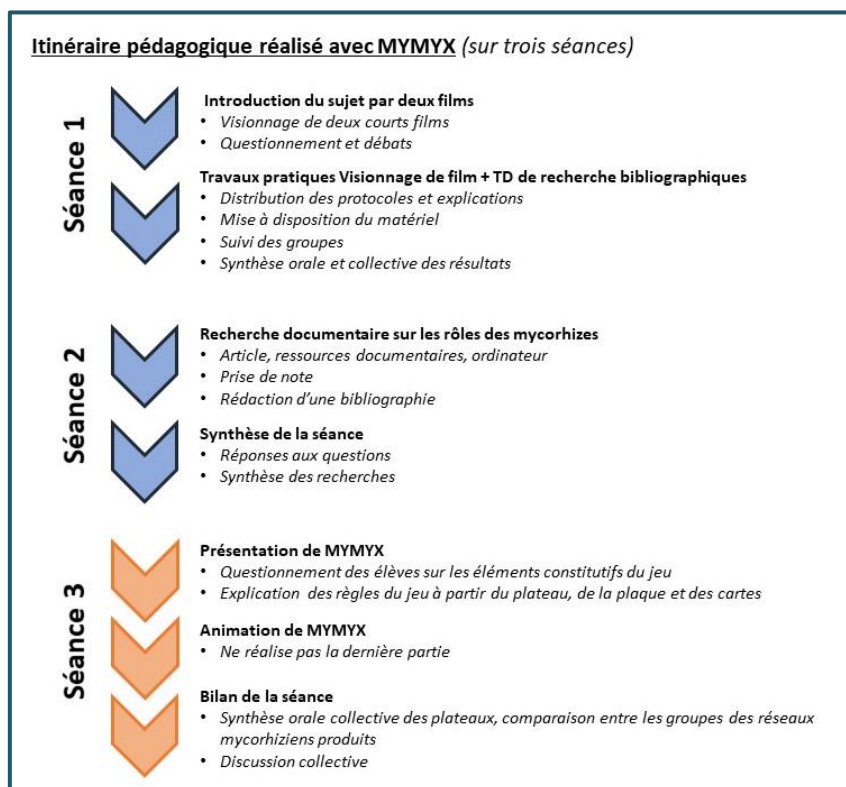 Itinéraire pédagogique réalisé avec MYMYX (sur trois séances)
Séance 1
Introduction du sujet par deux films
• Visionnage de deux courts films
• Questionnement et débats
Travaux pratiques Visionnage de film + TD de recherche bibliographiques
• Distribution des protocoles et explications
• Mise à disposition du matériel
• Suivi des groupes
• Synthèse orale et collective des résultats
Séance 2
Recherche documentaire sur les rôles des mycorhizes
• Article, ressources documentaires, ordinateur
• Prise de note
• Rédaction d'une bibliographie
Synthèse de la séance
• Réponses aux questions
• Synthèse des recherches
Séance 3
Présentation de MYMYX
• Questionnement des élèves sur les éléments constitutifs du jeu
• Explication des règles du jeu à partir du plateau, de la plaque et des cartes
Animation de MYMYX
• Ne réalise pas la dernière partie
Bilan de la séance
• Synthèse orale collective des plateaux, comparaison entre les groupes des réseaux
mycorhiziens produits
• Discussion collective